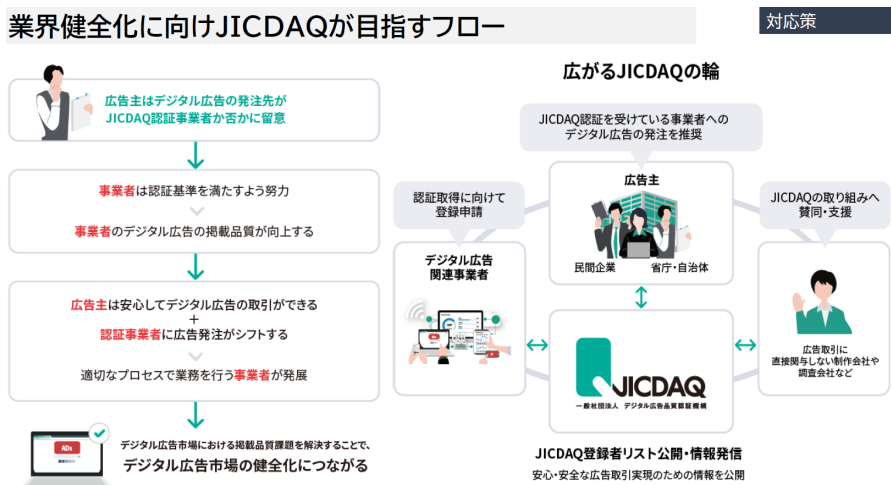 業界健全化に向けJICDAQが目指すフロー
対応策
広告主はデジタル広告の発注先が
JICDAQ認証事業者か否かに留意
事業者は認証基準を満たすよう努力
事業者のデジタル広告の掲載品質が向上する
広告主は安心してデジタル広告の取引ができる
+
認証事業者に広告発注がシフトする
適切なプロセスで業務を行う事業者が発展
ADs
デジタル広告市場における掲載品質課題を解決することで、
デジタル広告市場の健全化につながる
広がるJICDAQの輪
JICDAQ認証を受けている事業者への
デジタル広告の発注を推奨
広告主
民間企業
省庁・自治体
認証取得に向けて
登録申請
デジタル広告
関連事業者
JICDAQの取り組みへ
賛同・支援
広告取引に
直接関与しない制作会社や
調査会社など
JICDAQ
一般社団法人 デジタル広告品質認証機構
JICDAQ登録者リスト公開・情報発信
安心・安全な広告取引実現のための情報を公開